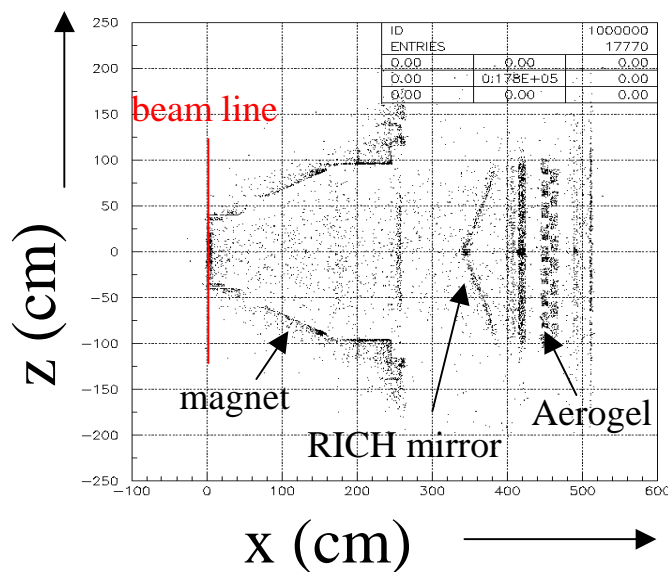 ID 1000000
ENTRIES 17770
0.00 0.00 0.00
0.00 0.178E+05 0.00
0.00 0.00 0.00
250
200
beam line
150
100
50
0
−50
−100
−150
−200
−250
z (cm)
magnet
RICH mirror
Aerogel
−100 0 100 200 300 400 500 600
x (cm)